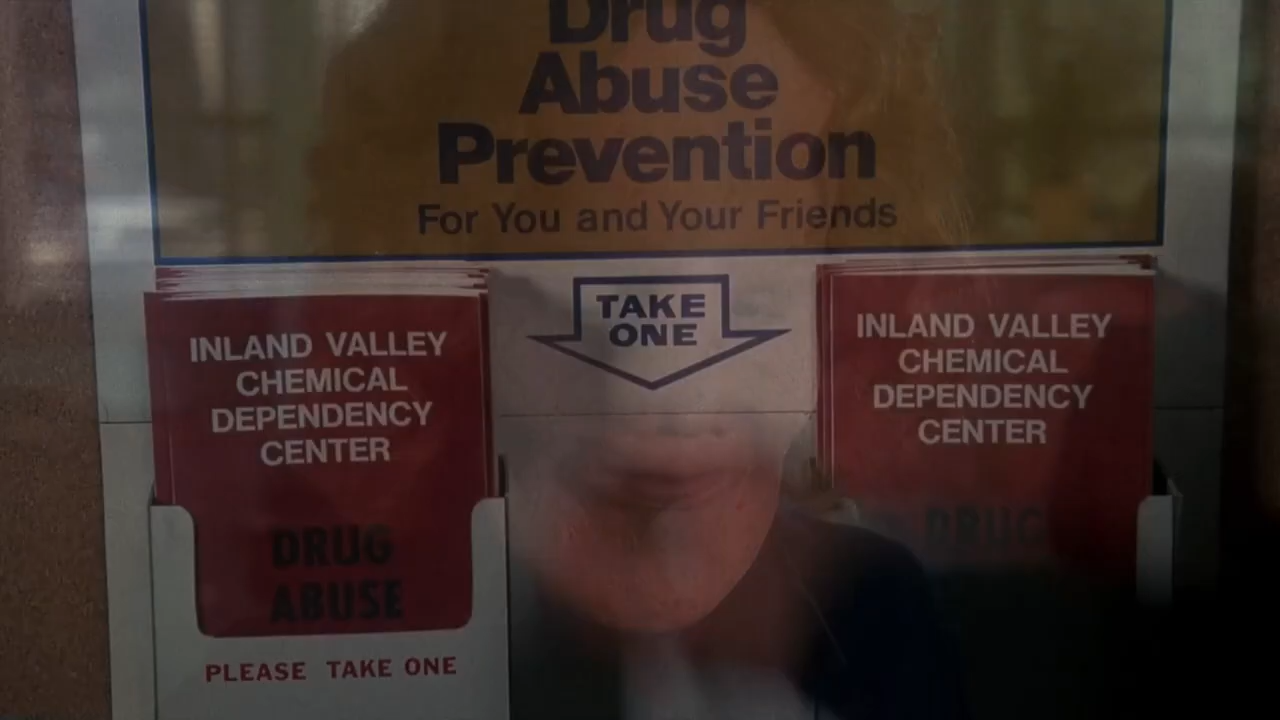 Drug
Abuse
Prevention
For You and Your Friends
TAKE
ONE
INLAND VALLEY
CHEMICAL
DEPENDENCY
CENTER
DRUG
ABUSE
PLEASE TAKE ONE
INLAND VALLEY
CHEMICAL
DEPENDENCY
CENTER
DRUG